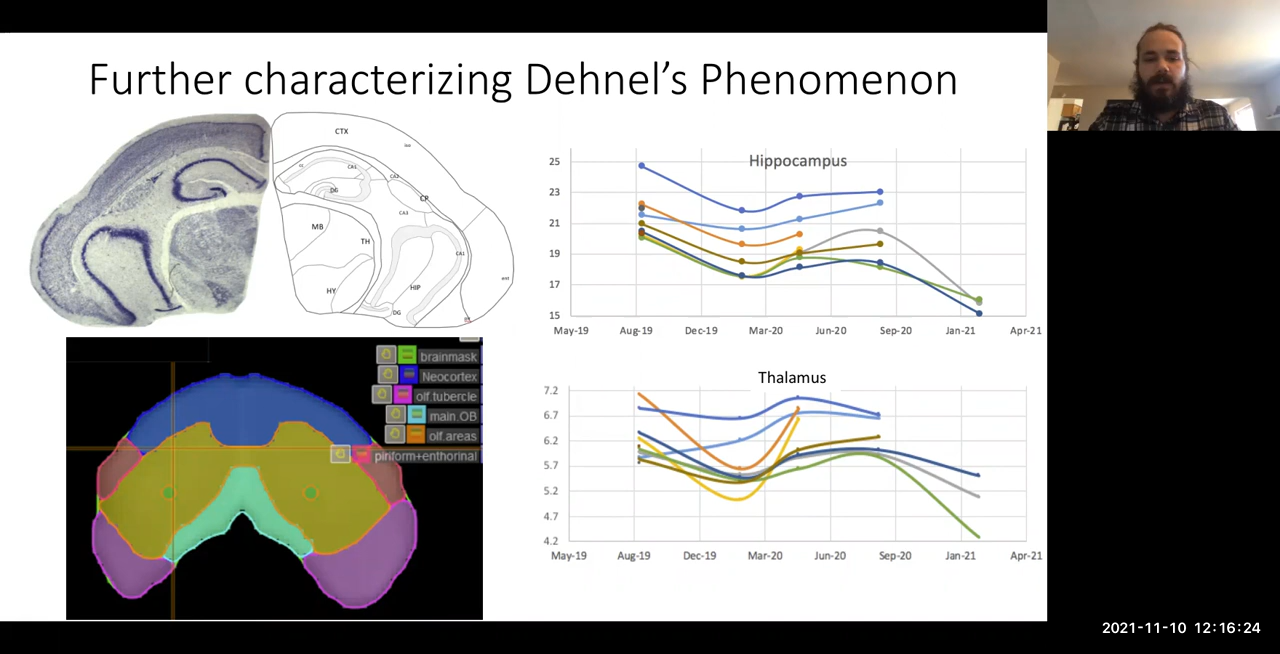 Further characterizing Dehnel's Phenomenon
CTX
iso
cc
CA1
CA2
DG
CP
CA3
MB
TH
CA1
ent
HY
HIP
DG
brainmask
Neocortex
olf.tubercle
main.OB
olf.areas
piriform+enthorinal
Hippocampus
25
23
21
19
17
15
May-19 Aug-19 Dec-19 Mar-20 Jun-20 Sep-20 Jan-21 Apr-21
Thalamus
7.2
6.7
6.2
5.7
5.2
4.7
4.2
May-19 Aug-19 Dec-19 Mar-20 Jun-20 Sep-20 Jan-21 Apr-21
2021-11-10 12:16:24